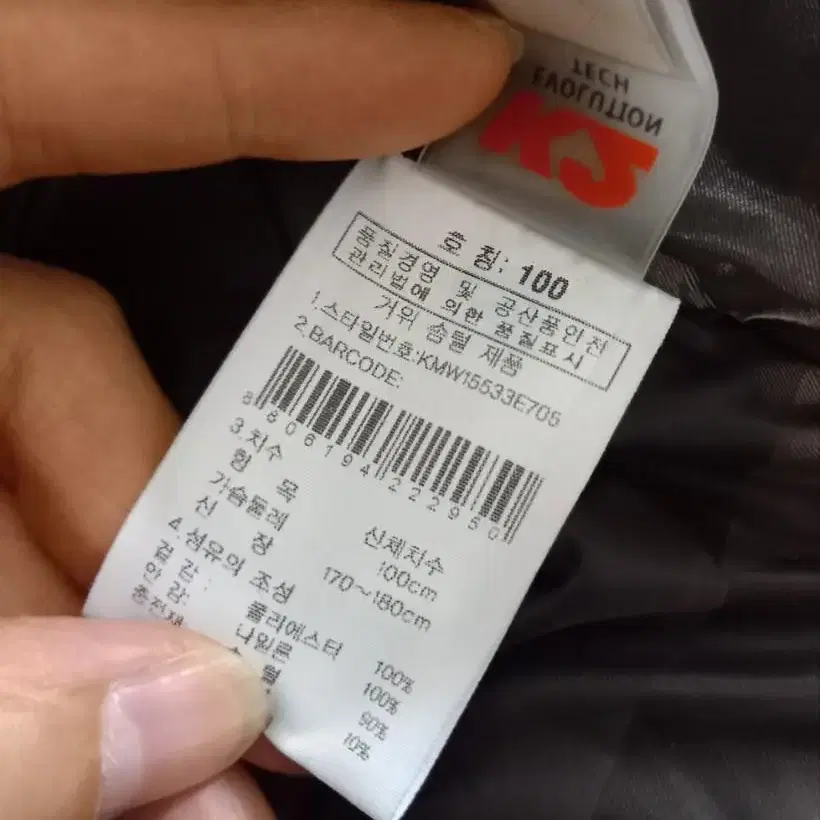 K2
EVOLUTION
TECH
호 칭: 100
품질경영 및 공산품안전
관리법에 의한 품질표시
거위 솜털 제품
1.스타일번호:KMW15533E705
2.BARCODE:
8806194222950
3.치수
항 목 신체치수
가슴둘레 100cm
신 장 170~180cm
4.섬유의 조성
겉감: 폴리에스터 100%
안감: 나일론 100%
충전재 솜털 90%
10%